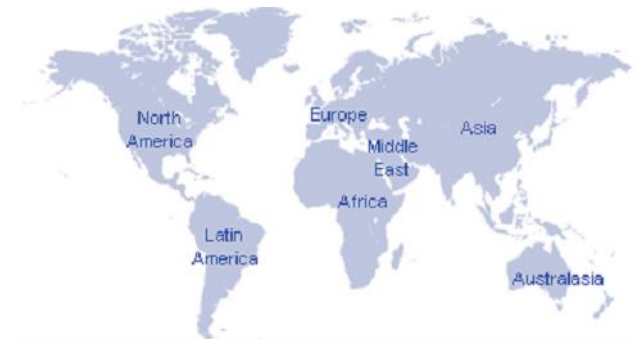 North
America
Europe
Asia
Middle
East
Africa
Latin
America
Australasia